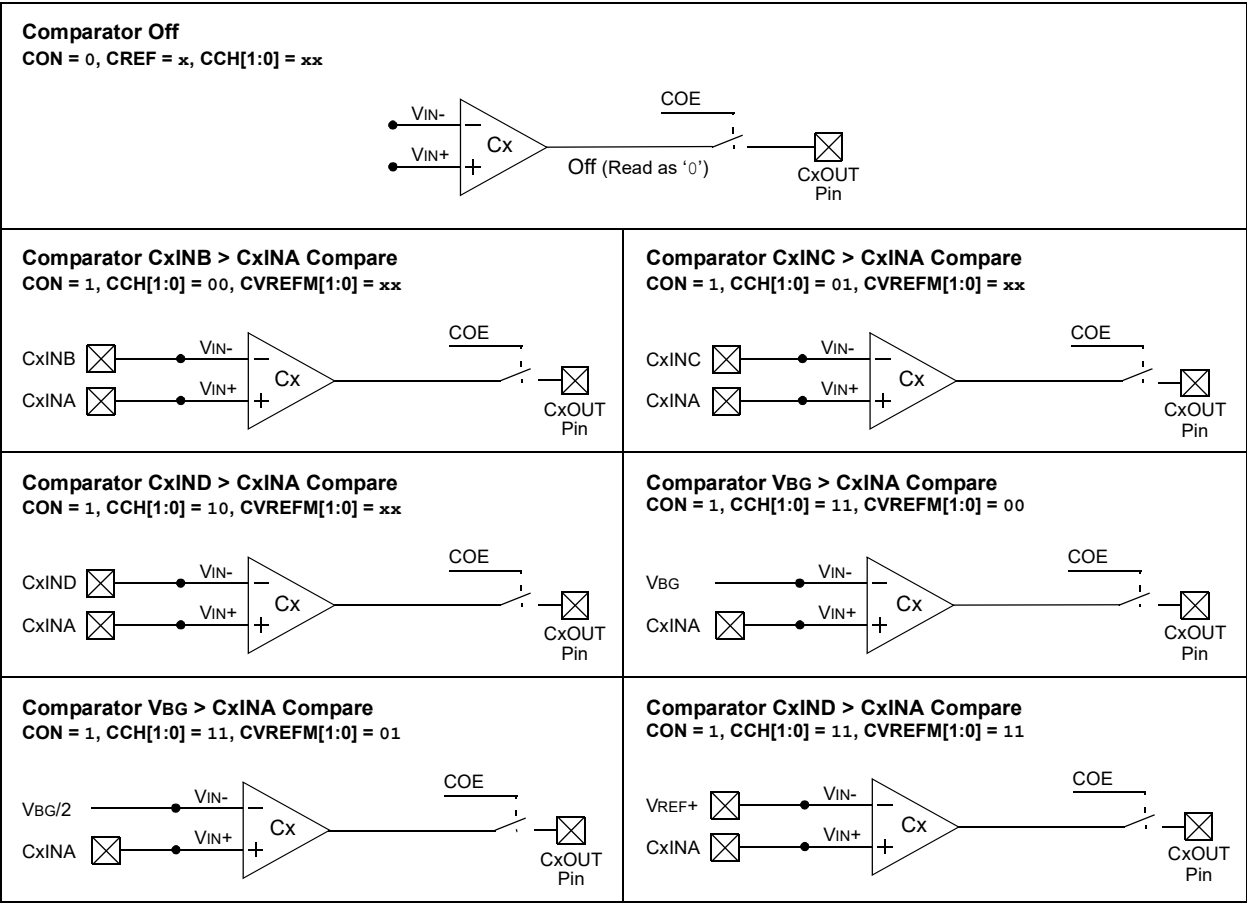 Comparator Off
CON = 0, CREF = x, CCH[1:0] = xx
COE
VIN-
–
Cx
VIN+
+
Off (Read as ‘0’)
CxOUT
Pin
Comparator CxINB > CxINA Compare
CON = 1, CCH[1:0] = 00, CVREFM[1:0] = xx
COE
CxINB
VIN-
–
Cx
CxINA
VIN+
+
CxOUT
Pin
Comparator CxINC > CxINA Compare
CON = 1, CCH[1:0] = 01, CVREFM[1:0] = xx
COE
CxINC
VIN-
–
Cx
CxINA
VIN+
+
CxOUT
Pin
Comparator CxIND > CxINA Compare
CON = 1, CCH[1:0] = 10, CVREFM[1:0] = xx
COE
CxIND
VIN-
–
Cx
CxINA
VIN+
+
CxOUT
Pin
Comparator VBG > CxINA Compare
CON = 1, CCH[1:0] = 11, CVREFM[1:0] = 00
COE
VBG
VIN-
–
Cx
CxINA
VIN+
+
CxOUT
Pin
Comparator VBG > CxINA Compare
CON = 1, CCH[1:0] = 11, CVREFM[1:0] = 01
COE
VBG/2
VIN-
–
Cx
CxINA
VIN+
+
CxOUT
Pin
Comparator CxIND > CxINA Compare
CON = 1, CCH[1:0] = 11, CVREFM[1:0] = 11
COE
VREF+
VIN-
–
Cx
CxINA
VIN+
+
CxOUT
Pin